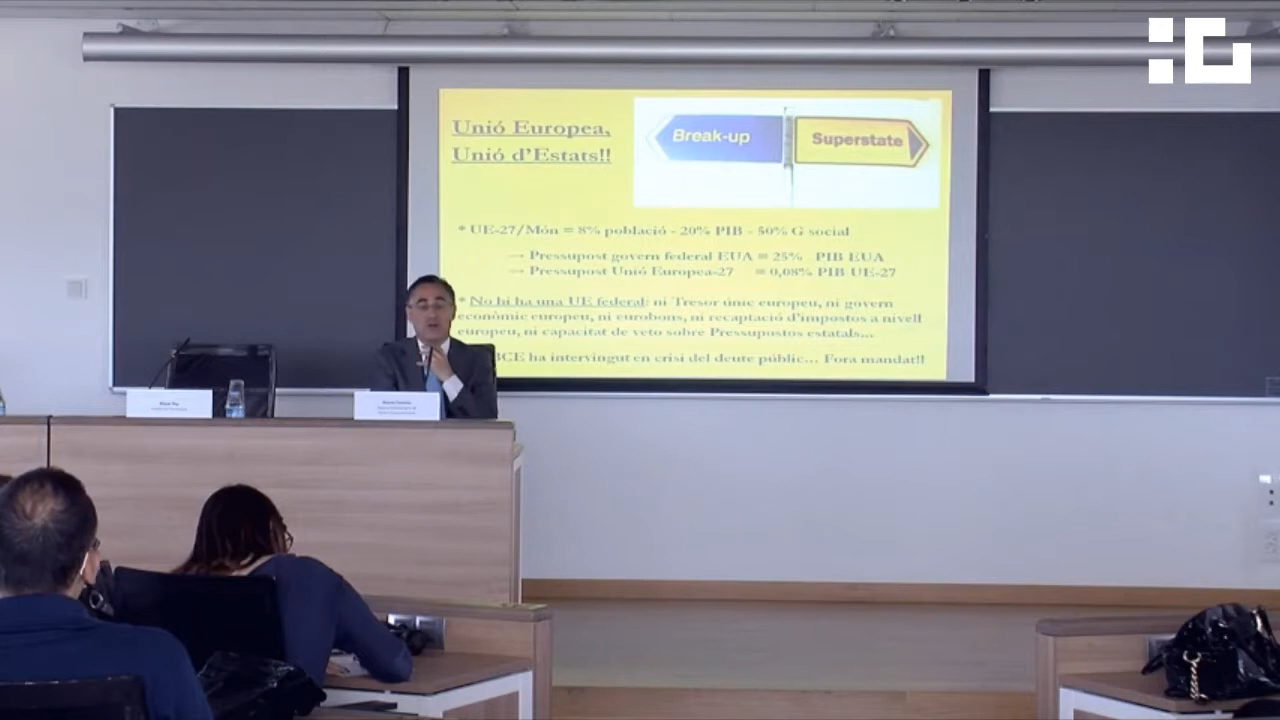 Unió Europea,
Unió d'Estats!!
Break-up
Superstate
* UE-27/Món = 8% població - 20% PIB - 50% G social
→ Pressupost govern federal EUA = 25% PIB EUA
→ Pressupost Unió Europea-27 = 0,08% PIB UE-27
* No hi ha una UE federal: ni Tresor únic europeu, ni govern
econòmic europeu, ni eurobons, ni recaptació d'impostos a nivell
europeu, ni capacitat de veto sobre Pressupostos estatals...
BCE ha intervingut en crisi del deute públic... Fora mandat!!